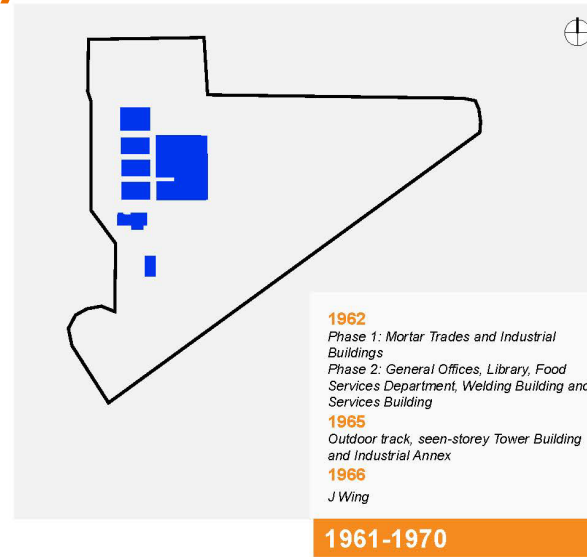 1962
Phase 1: Mortar Trades and Industrial
Buildings
Phase 2: General Offices, Library, Food
Services Department, Welding Building and
Services Building
1965
Outdoor track, seen-storey Tower Building
and Industrial Annex
1966
J Wing
1961-1970